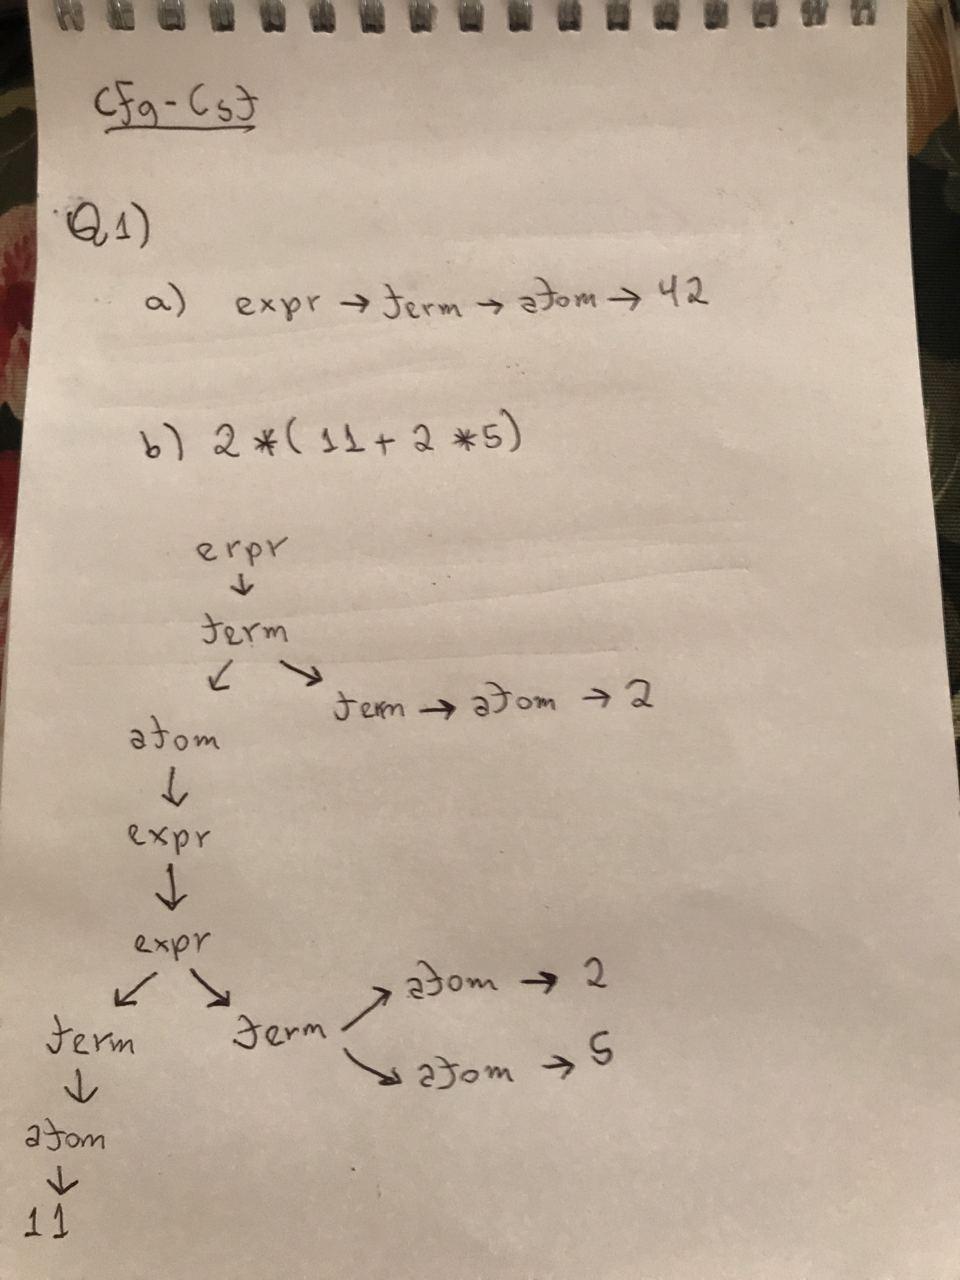 Cfg-Cst
Q1)
a) expr → term → atom → 42
b) 2 * ( 11 + 2 * 5 )
erpr
↓
term
↙ ↘
term → atom → 2
atom
↓
expr
↓
expr
↙ ↘
atom → 2
term term
↓
atom → 5
atom
↓
11